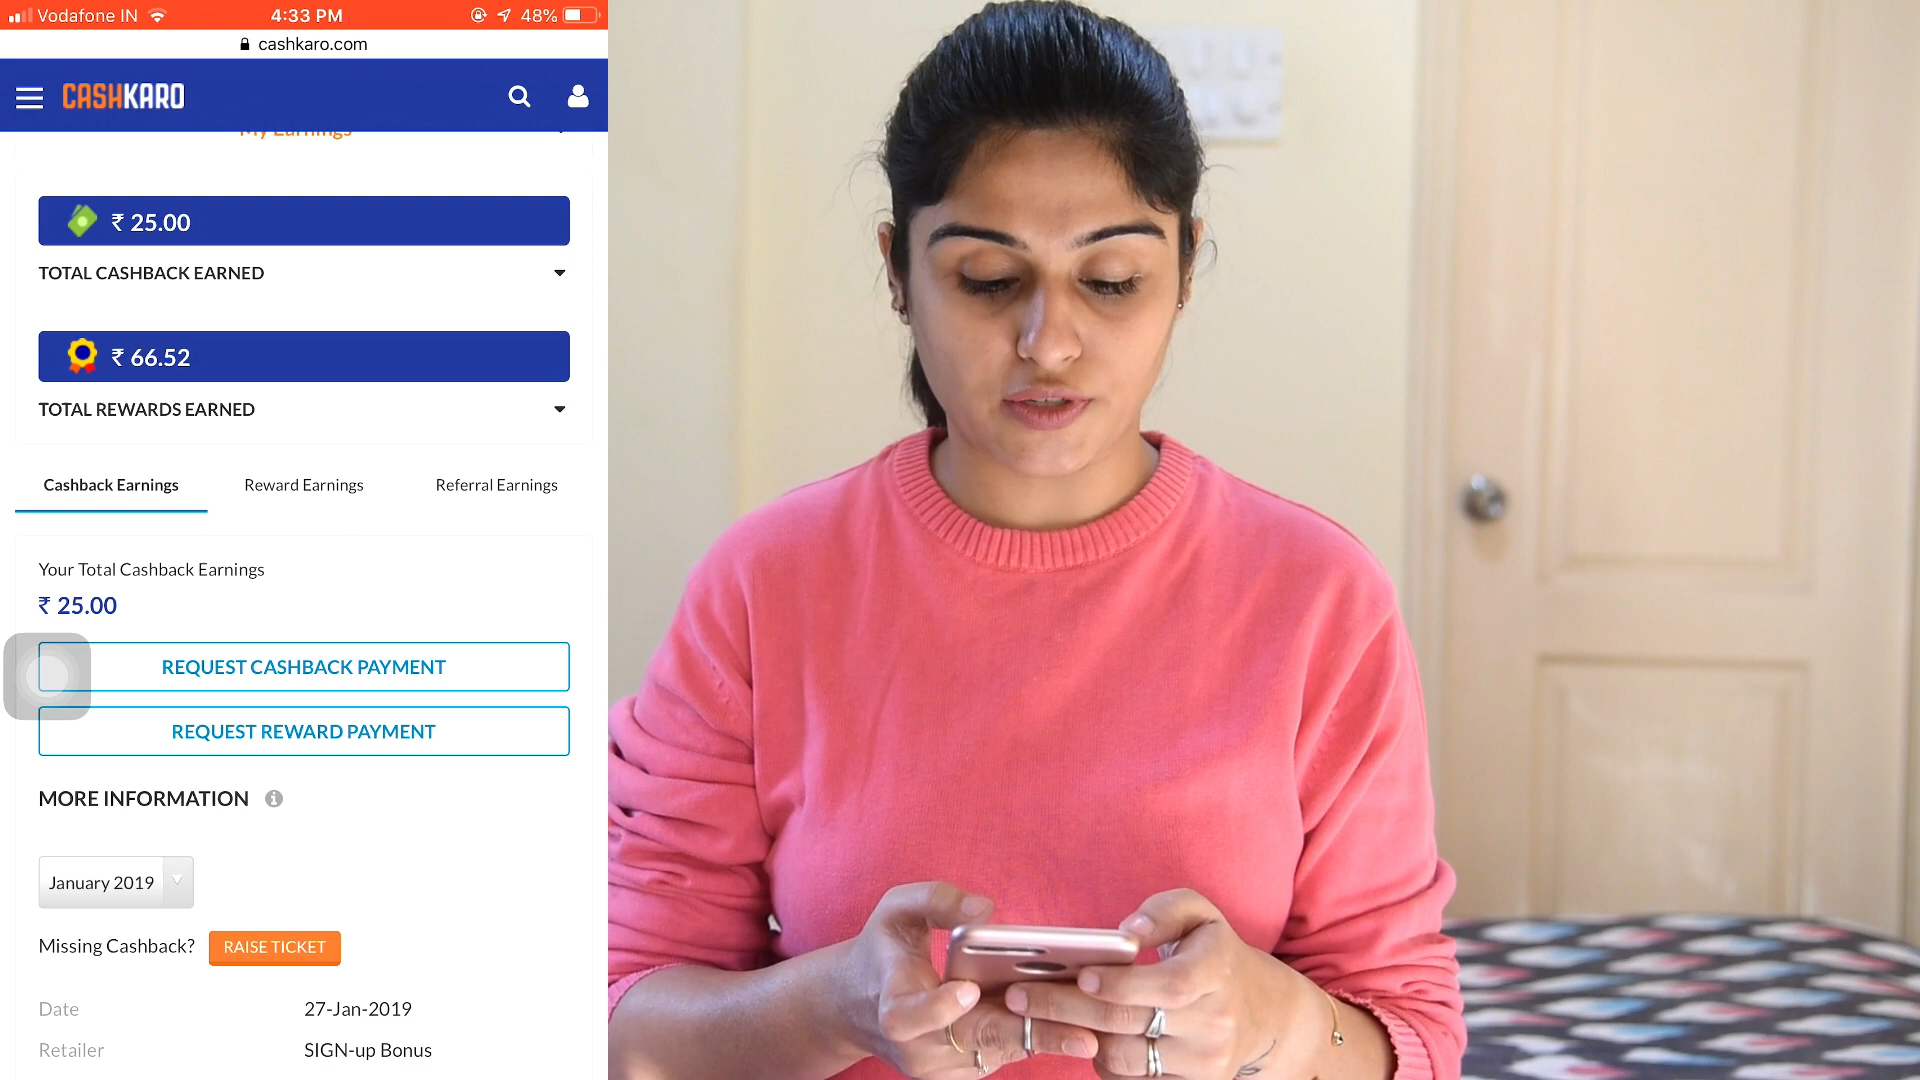 Vodafone IN
4:33 PM
48%
cashkaro.com
CASHKARO
My Earnings
₹ 25.00
TOTAL CASHBACK EARNED
₹ 66.52
TOTAL REWARDS EARNED
Cashback Earnings
Reward Earnings
Referral Earnings
Your Total Cashback Earnings
₹ 25.00
REQUEST CASHBACK PAYMENT
REQUEST REWARD PAYMENT
MORE INFORMATION
January 2019
Missing Cashback? RAISE TICKET
Date 27-Jan-2019
Retailer SIGN-up Bonus